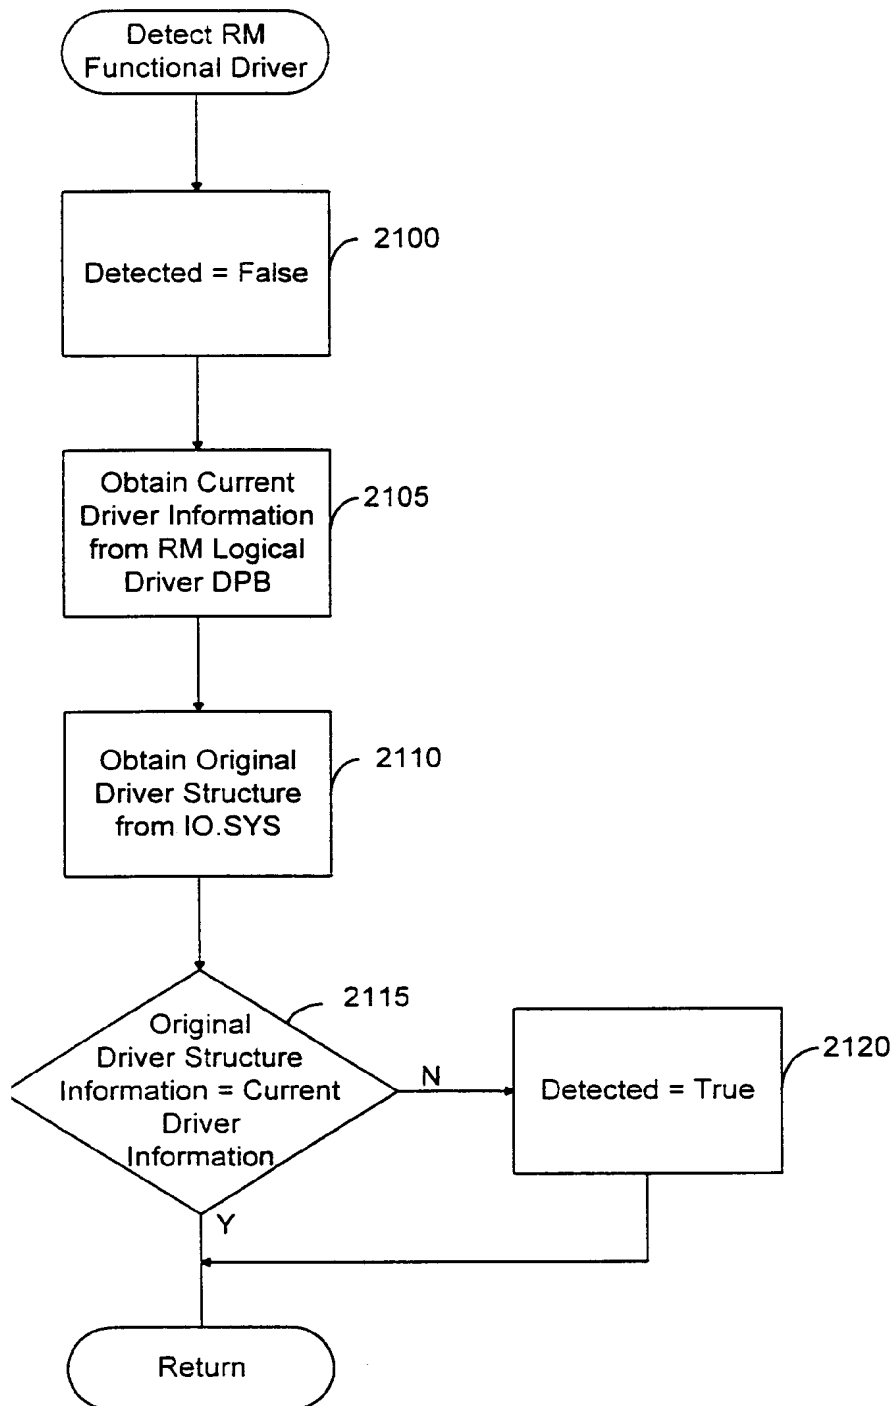 Detect RM
Functional Driver
Detected = False
2100
Obtain Current
Driver Information
from RM Logical
Driver DPB
2105
Obtain Original
Driver Structure
from IO.SYS
2110
Original
Driver Structure
Information = Current
Driver
Information
2115
N
Detected = True
2120
Y
Return